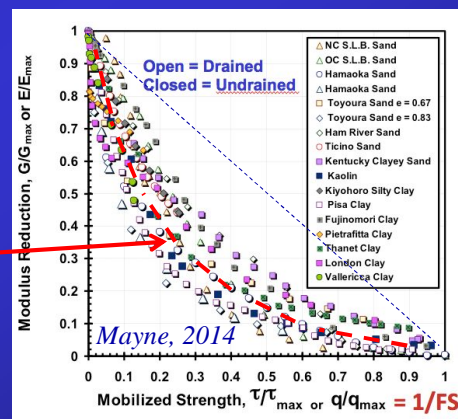 Modulus Reduction, G/Gmax or E/Emax
1
0.9
0.8
0.7
0.6
0.5
0.4
0.3
0.2
0.1
0
Open = Drained
Closed = Undrained
NC S.L.B. Sand
OC S.L.B. Sand
Hamaoka Sand
Hamaoka Sand
Toyoura Sand e = 0.67
Toyoura Sand e = 0.83
Ham River Sand
Ticino Sand
Kentucky Clayey Sand
Kaolin
Kiyohoro Silty Clay
Pisa Clay
Fujinomori Clay
Pietrafitta Clay
Thanet Clay
London Clay
Vallericca Clay
Mayne, 2014
0 0.1 0.2 0.3 0.4 0.5 0.6 0.7 0.8 0.9 1
Mobilized Strength, τ/τmax or q/qmax = 1/FS